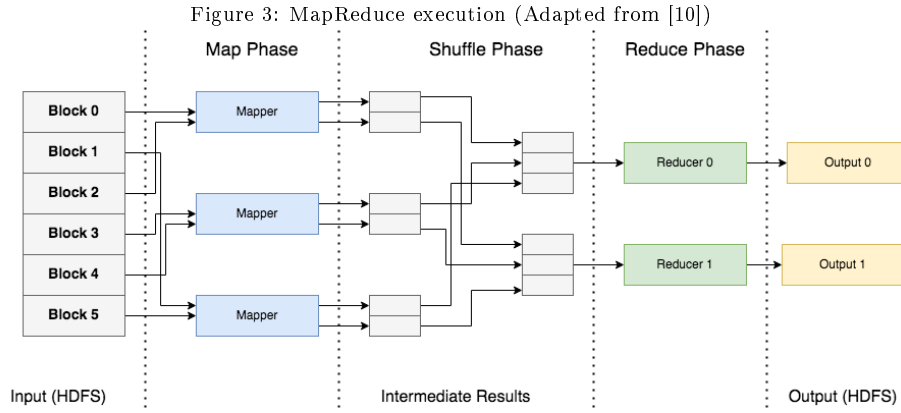 Figure 3: MapReduce execution (Adapted from [10])
Map Phase
Shuffle Phase
Reduce Phase
Block 0
Block 1
Block 2
Block 3
Block 4
Block 5
Mapper
Mapper
Mapper
Reducer 0
Reducer 1
Output 0
Output 1
Input (HDFS)
Intermediate Results
Output (HDFS)